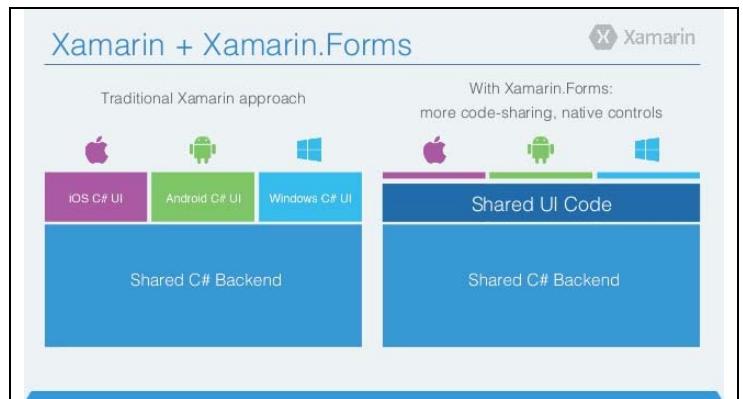 Xamarin + Xamarin.Forms
X Xamarin
Traditional Xamarin approach
iOS C# UI
Android C# UI
Windows C# UI
Shared C# Backend
With Xamarin.Forms:
more code-sharing, native controls
Shared UI Code
Shared C# Backend